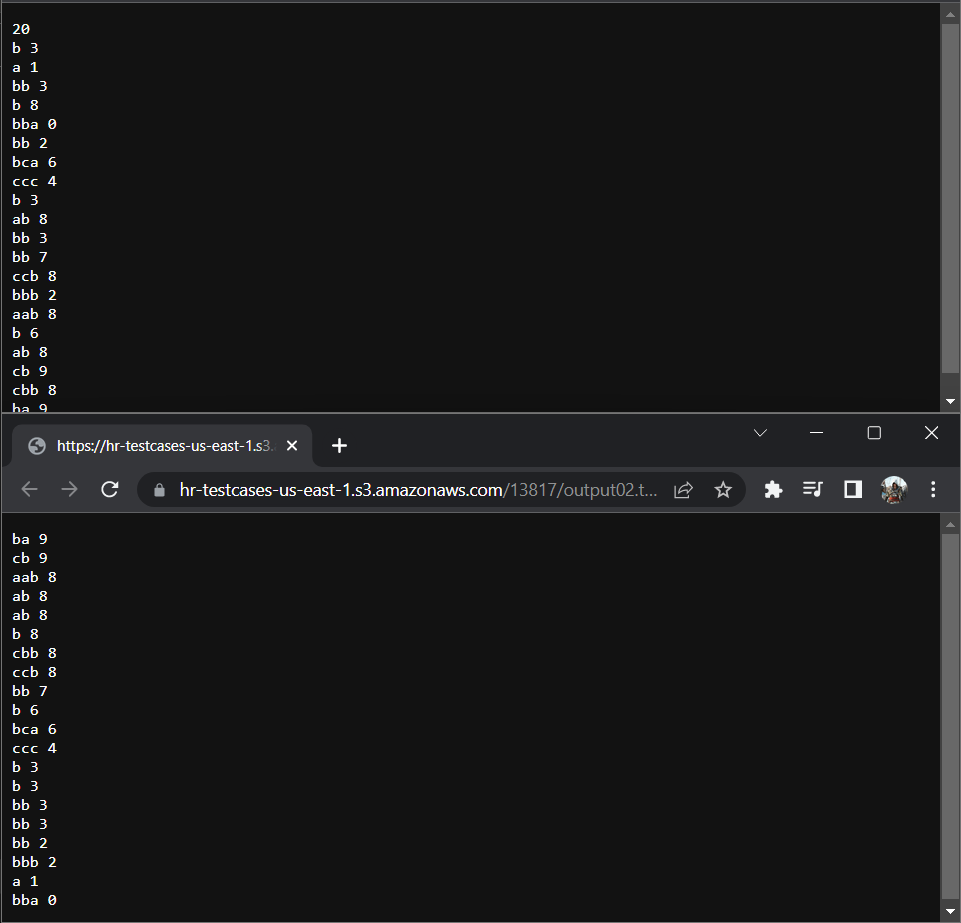 20
b 3
a 1
bb 3
b 8
bba 0
bb 2
bca 6
ccc 4
b 3
ab 8
bb 3
bb 7
ccb 8
bbb 2
aab 8
b 6
ab 8
cb 9
cbb 8
ba 9
https://hr-testcases-us-east-1.s3.
hr-testcases-us-east-1.s3.amazonaws.com/13817/output02.t...
ba 9
cb 9
aab 8
ab 8
ab 8
b 8
cbb 8
ccb 8
bb 7
b 6
bca 6
ccc 4
b 3
b 3
bb 3
bb 3
bb 2
bbb 2
a 1
bba 0